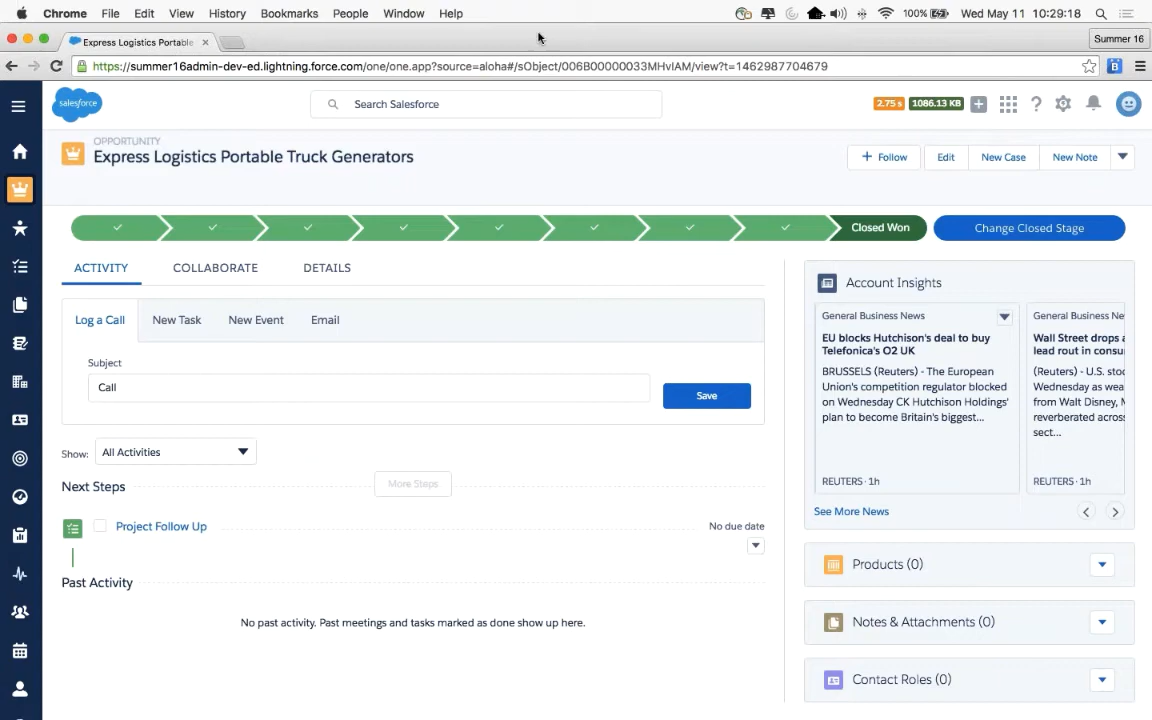 Chrome File Edit View History Bookmarks People Window Help 100% Wed May 11 10:29:18
Express Logistics Portable Summer 16
https://summer16admin-dev-ed.lightning.force.com/one/one.app?source=aloha#/sObject/006B00000033MHvIAM/view?t=1462987704679
salesforce Search Salesforce 2.75 s 1086.13 KB
OPPORTUNITY
Express Logistics Portable Truck Generators
+ Follow Edit New Case New Note
Closed Won Change Closed Stage
ACTIVITY COLLABORATE DETAILS
Log a Call New Task New Event Email
Subject
Call
Save
Show: All Activities
Next Steps More Steps
Project Follow Up No due date
Past Activity
No past activity. Past meetings and tasks marked as done show up here.
Account Insights
General Business News
EU blocks Hutchison's deal to buy
Telefonica's O2 UK
BRUSSELS (Reuters) - The European
Union's competition regulator blocked
on Wednesday CK Hutchison Holdings'
plan to become Britain's biggest...
REUTERS · 1h
General Business Ne
Wall Street drops a
lead rout in consu
(Reuters) - U.S. stoc
Wednesday as wea
from Walt Disney, M
reverberated across
sect...
REUTERS · 1h
See More News
Products (0)
Notes & Attachments (0)
Contact Roles (0)